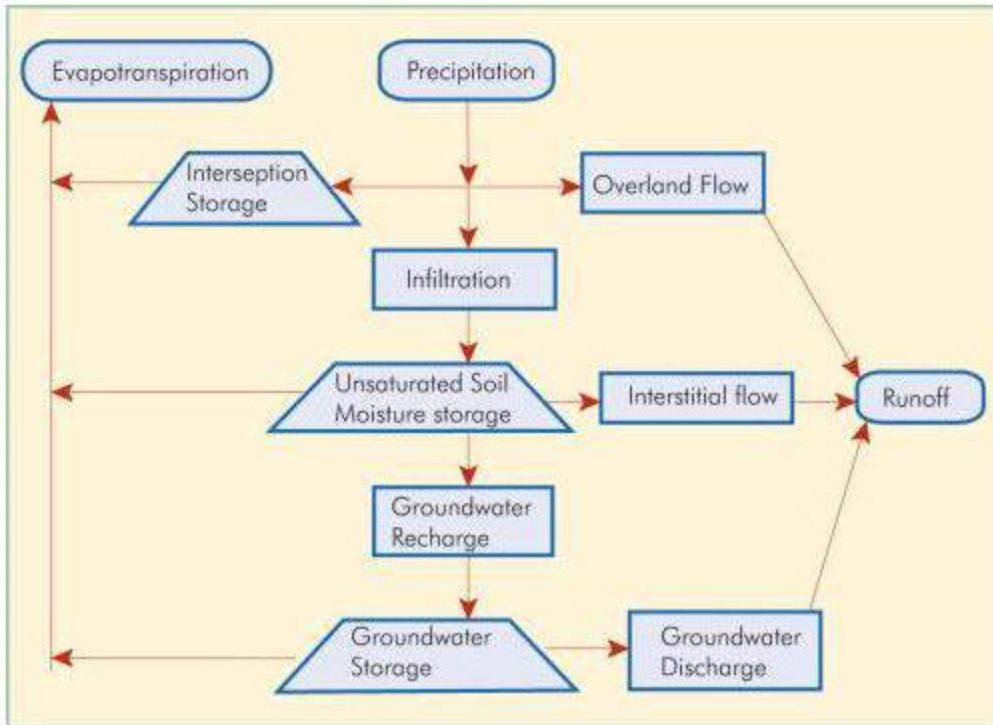 Evapotranspiration
Precipitation
Interseption
Storage
Overland Flow
Infiltration
Unsaturated Soil
Moisture storage
Interstitial flow
Runoff
Groundwater
Recharge
Groundwater
Storage
Groundwater
Discharge